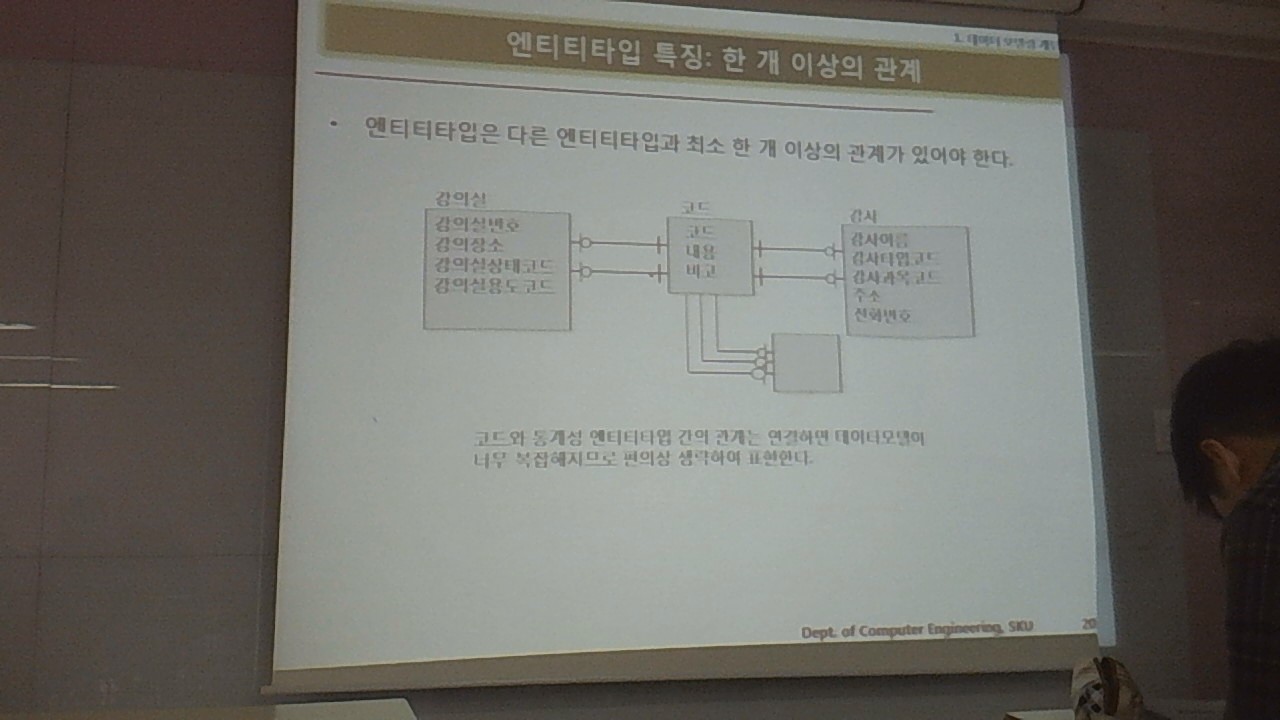 1. 데이터 모델링 개
엔티티타입 특징: 한 개 이상의 관계
• 엔티티타입은 다른 엔티티타입과 최소 한 개 이상의 관계가 있어야 한다.
강의실
강의실번호
강의장소
강의실상태코드
강의실용도코드
코드
코드
내용
비고
강사
강사이름
강사타입코드
강사과목코드
주소
전화번호
코드와 통계성 엔티티타입 간의 관계는 연결하면 데이터모델이
너무 복잡해지므로 편의상 생략하여 표현한다.
Dept. of Computer Engineering, SKU
20